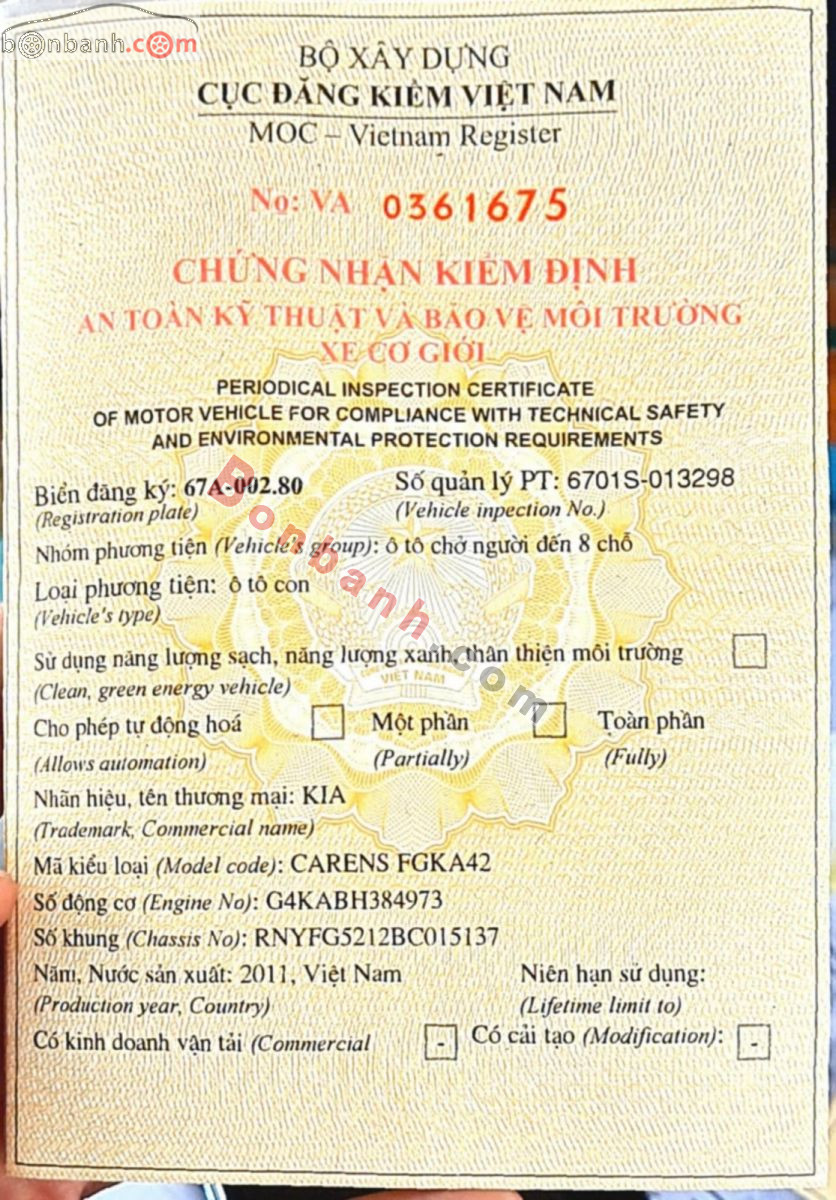 bonbanh.com
BỘ XÂY DỰNG
CỤC ĐĂNG KIỂM VIỆT NAM
MOC – Vietnam Register
No: VA 0361675
CHỨNG NHẬN KIỂM ĐỊNH
AN TOÀN KỸ THUẬT VÀ BẢO VỆ MÔI TRƯỜNG
XE CƠ GIỚI
PERIODICAL INSPECTION CERTIFICATE
OF MOTOR VEHICLE FOR COMPLIANCE WITH TECHNICAL SAFETY
AND ENVIRONMENTAL PROTECTION REQUIREMENTS
Biển đăng ký: 67A-002.80 Số quản lý PT: 6701S-013298
(Registration plate) (Vehicle inpection No.)
Nhóm phương tiện (Vehicle's group): ô tô chở người đến 8 chỗ
Loại phương tiện: ô tô con
(Vehicle's type)
Sử dụng năng lượng sạch, năng lượng xanh, thân thiện môi trường
(Clean, green energy vehicle)
VIỆT NAM
Bonbanh.com
Cho phép tự động hoá Một phần Toàn phần
(Allows automation) (Partially) (Fully)
Nhãn hiệu, tên thương mại: KIA
(Trademark, Commercial name)
Mã kiểu loại (Model code): CARENS FGKA42
Số động cơ (Engine No): G4KABH384973
Số khung (Chassis No): RNYFG5212BC015137
Năm, Nước sản xuất: 2011, Việt Nam Niên hạn sử dụng:
(Production year, Country) (Lifetime limit to)
Có kinh doanh vận tải (Commercial - Có cải tạo (Modification): -